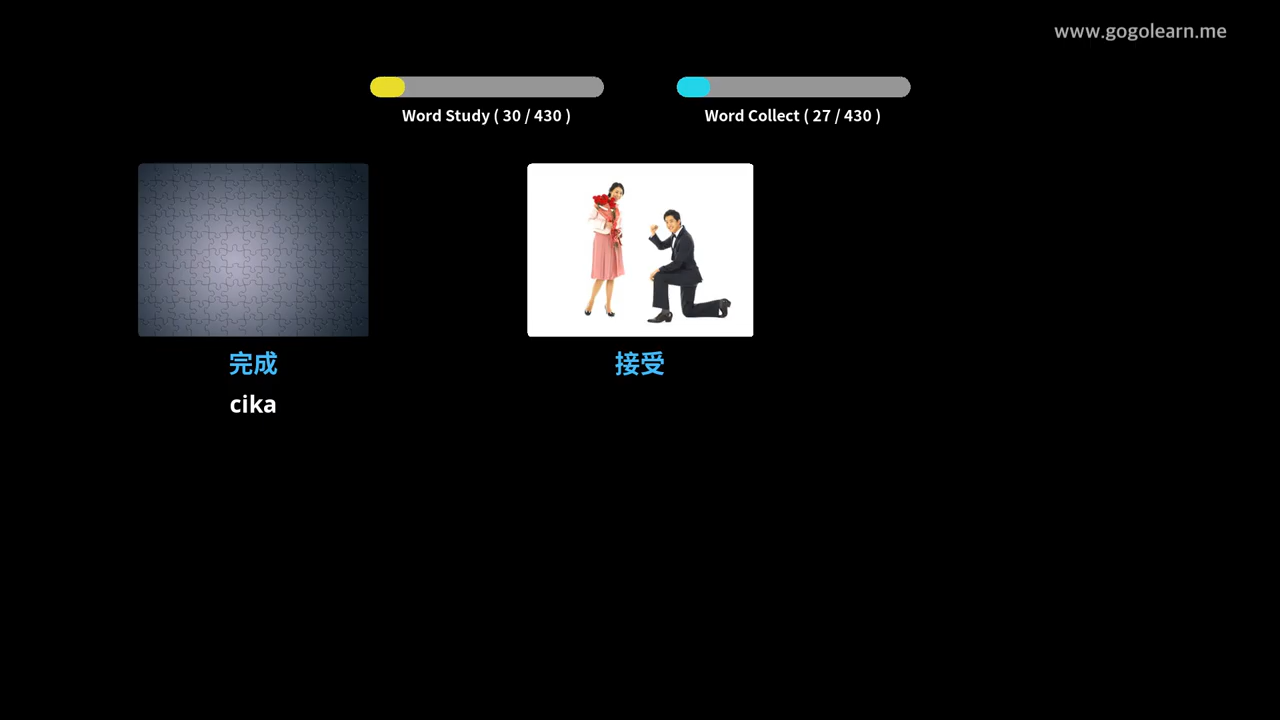 www.gogolearn.me
Word Study ( 30 / 430 )
Word Collect ( 27 / 430 )
完成
接受
cika